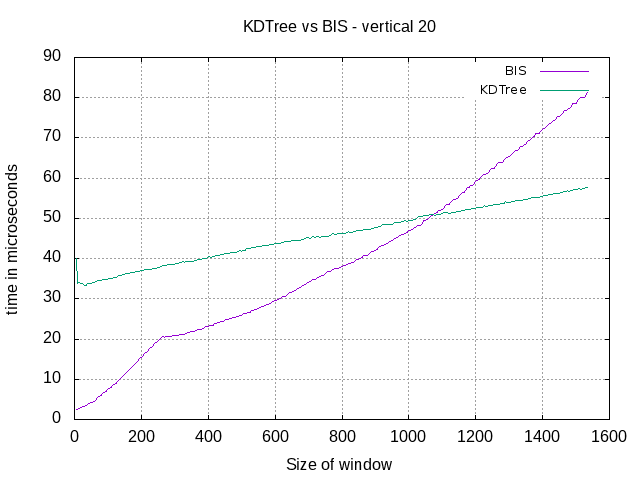 KDTree vs BIS - vertical 20
90
80
70
60
50
40
30
20
10
0
time in microseconds
BIS
KDTree
0 200 400 600 800 1000 1200 1400 1600
Size of window